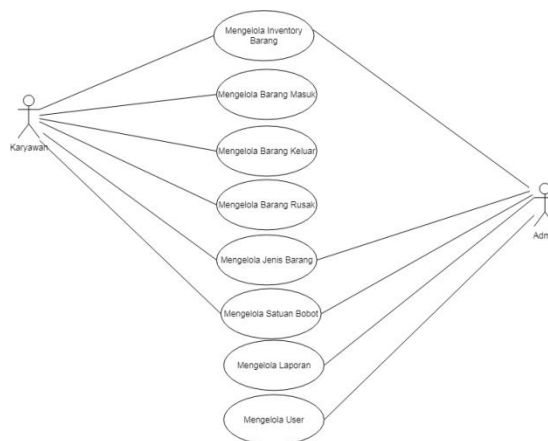 Mengelola Inventory
Barang
Mengelola Barang Masuk
Karyawan
Mengelola Barang Keluar
Mengelola Barang Rusak
Adm
Mengelola Jenis Barang
Mengelola Satuan Bobot
Mengelola Laporan
Mengelola User